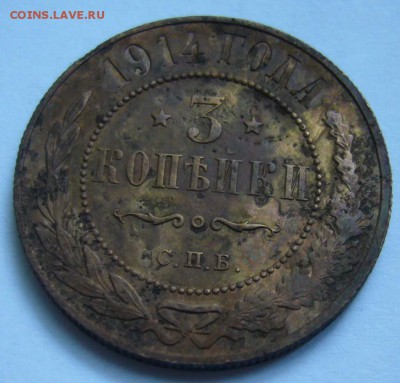 COINS.LAVE.RU
1914 ГОДА
3
КОПѢЙКИ
С.П.Б.